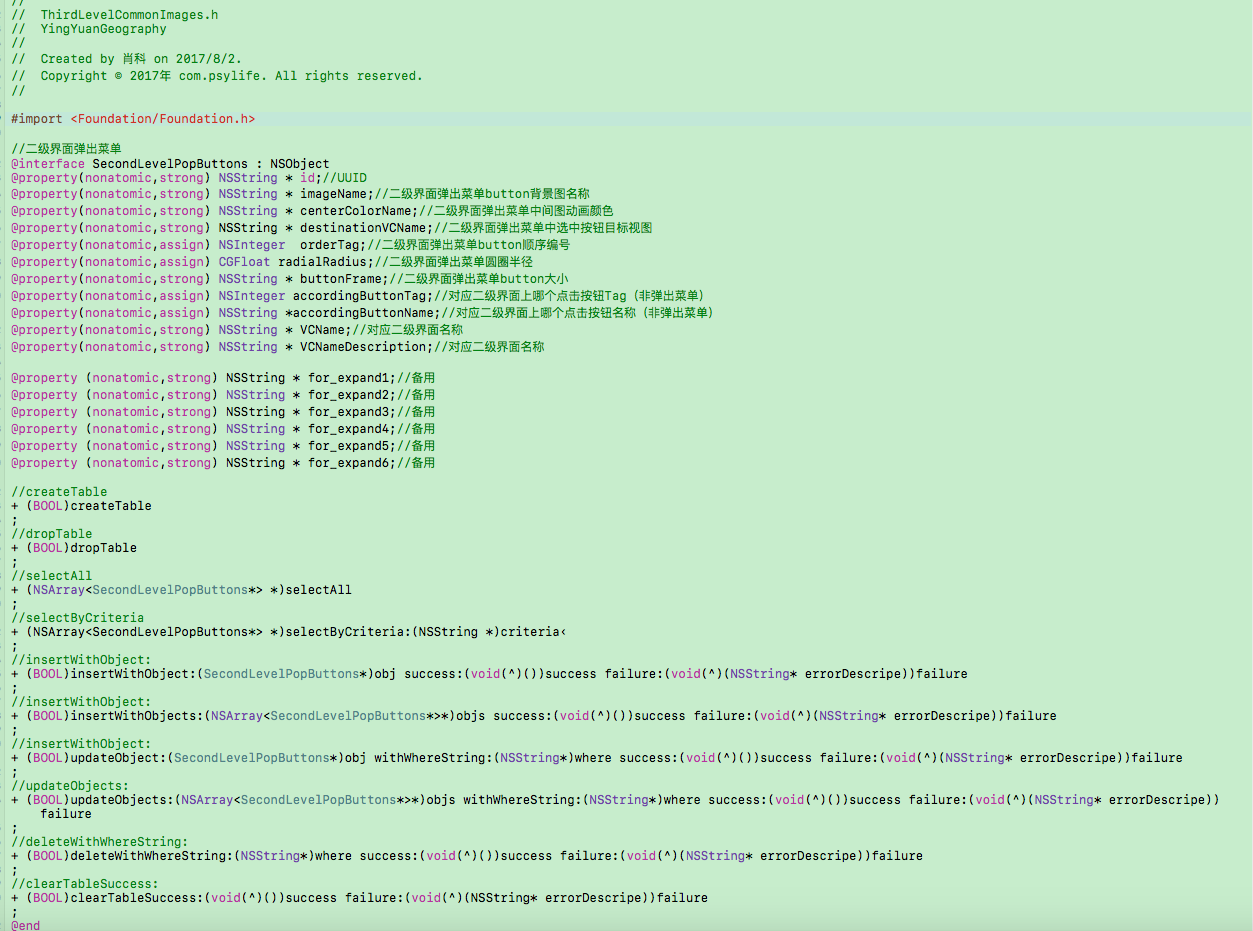 //
//  ThirdLevelCommonImages.h
//  YingYuanGeography
//
//  Created by 肖科 on 2017/8/2.
//  Copyright © 2017年 com.psylife. All rights reserved.
//
#import <Foundation/Foundation.h>
//二级界面弹出菜单
@interface SecondLevelPopButtons : NSObject
@property(nonatomic,strong) NSString * id;//UUID
@property(nonatomic,strong) NSString * imageName;//二级界面弹出菜单button背景图名称
@property(nonatomic,strong) NSString * centerColorName;//二级界面弹出菜单中间图动画颜色
@property(nonatomic,strong) NSString * destinationVCName;//二级界面弹出菜单中选中按钮目标视图
@property(nonatomic,assign) NSInteger  orderTag;//二级界面弹出菜单button顺序编号
@property(nonatomic,assign) CGFloat radialRadius;//二级界面弹出菜单圆圈半径
@property(nonatomic,strong) NSString * buttonFrame;//二级界面弹出菜单button大小
@property(nonatomic,assign) NSInteger accordingButtonTag;//对应二级界面上哪个点击按钮Tag（非弹出菜单）
@property(nonatomic,assign) NSString *accordingButtonName;//对应二级界面上哪个点击按钮名称（非弹出菜单）
@property(nonatomic,strong) NSString * VCName;//对应二级界面名称
@property(nonatomic,strong) NSString * VCNameDescription;//对应二级界面名称
@property (nonatomic,strong) NSString * for_expand1;//备用
@property (nonatomic,strong) NSString * for_expand2;//备用
@property (nonatomic,strong) NSString * for_expand3;//备用
@property (nonatomic,strong) NSString * for_expand4;//备用
@property (nonatomic,strong) NSString * for_expand5;//备用
@property (nonatomic,strong) NSString * for_expand6;//备用
//createTable
+ (BOOL)createTable
;
//dropTable
+ (BOOL)dropTable
;
//selectAll
+ (NSArray<SecondLevelPopButtons*> *)selectAll
;
//selectByCriteria
+ (NSArray<SecondLevelPopButtons*> *)selectByCriteria:(NSString *)criteria‹
;
//insertWithObject:
+ (BOOL)insertWithObject:(SecondLevelPopButtons*)obj success:(void(^)())success failure:(void(^)(NSString* errorDescripe))failure
;
//insertWithObject:
+ (BOOL)insertWithObjects:(NSArray<SecondLevelPopButtons*>*)objs success:(void(^)())success failure:(void(^)(NSString* errorDescripe))failure
;
//insertWithObject:
+ (BOOL)updateObject:(SecondLevelPopButtons*)obj withWhereString:(NSString*)where success:(void(^)())success failure:(void(^)(NSString* errorDescripe))failure
;
//updateObjects:
+ (BOOL)updateObjects:(NSArray<SecondLevelPopButtons*>*)objs withWhereString:(NSString*)where success:(void(^)())success failure:(void(^)(NSString* errorDescripe))
failure
;
//deleteWithWhereString:
+ (BOOL)deleteWithWhereString:(NSString*)where success:(void(^)())success failure:(void(^)(NSString* errorDescripe))failure
;
//clearTableSuccess:
+ (BOOL)clearTableSuccess:(void(^)())success failure:(void(^)(NSString* errorDescripe))failure
;
@end